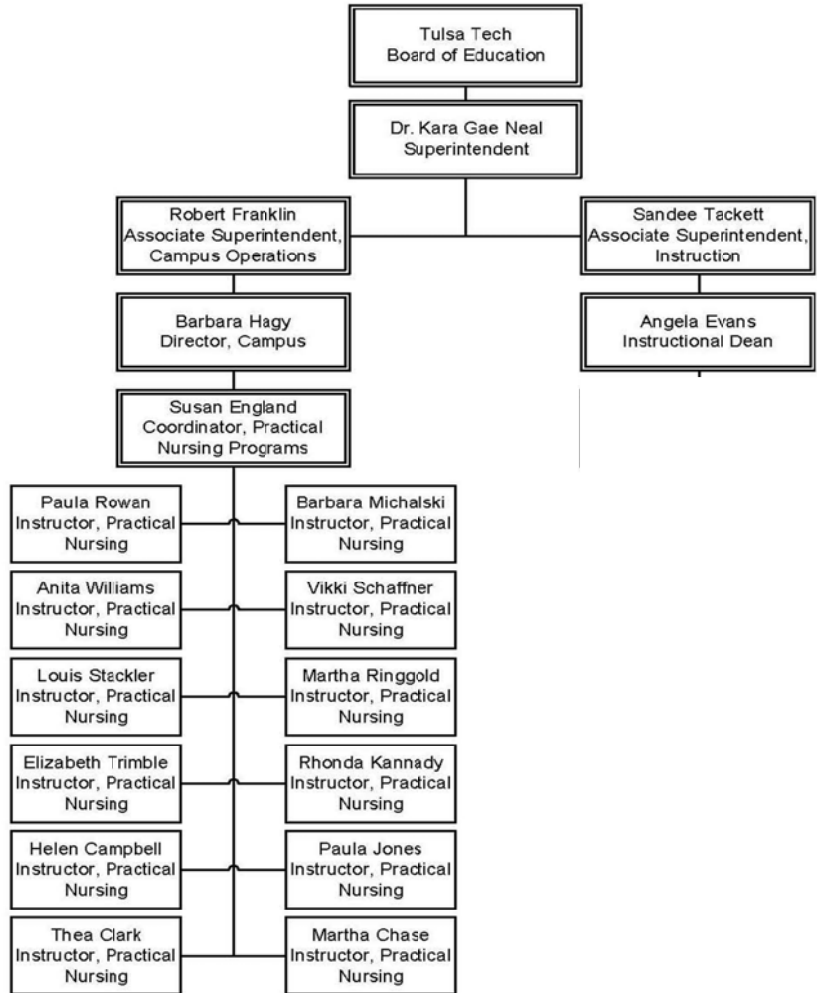 Tulsa Tech
Board of Education
Dr. Kara Gae Neal
Superintendent
Robert Franklin
Associate Superintendent,
Campus Operations
Sandee Tackett
Associate Superintendent,
Instruction
Barbara Hagy
Director, Campus
Angela Evans
Instructional Dean
Susan England
Coordinator, Practical
Nursing Programs
Paula Rowan
Instructor, Practical
Nursing
Barbara Michalski
Instructor, Practical
Nursing
Anita Williams
Instructor, Practical
Nursing
Vikki Schaffner
Instructor, Practical
Nursing
Louis Stackler
Instructor, Practical
Nursing
Martha Ringgold
Instructor, Practical
Nursing
Elizabeth Trimble
Instructor, Practical
Nursing
Rhonda Kannady
Instructor, Practical
Nursing
Helen Campbell
Instructor, Practical
Nursing
Paula Jones
Instructor, Practical
Nursing
Thea Clark
Instructor, Practical
Nursing
Martha Chase
Instructor, Practical
Nursing